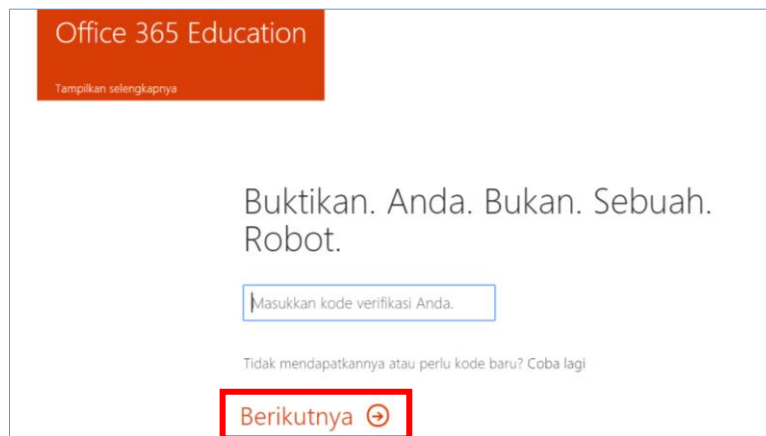 Office 365 Education
Tampilkan selengkapnya
Buktikan. Anda. Bukan. Sebuah.
Robot.
Masukkan kode verifikasi Anda.
Tidak mendapatkannya atau perlu kode baru? Coba lagi
Berikutnya